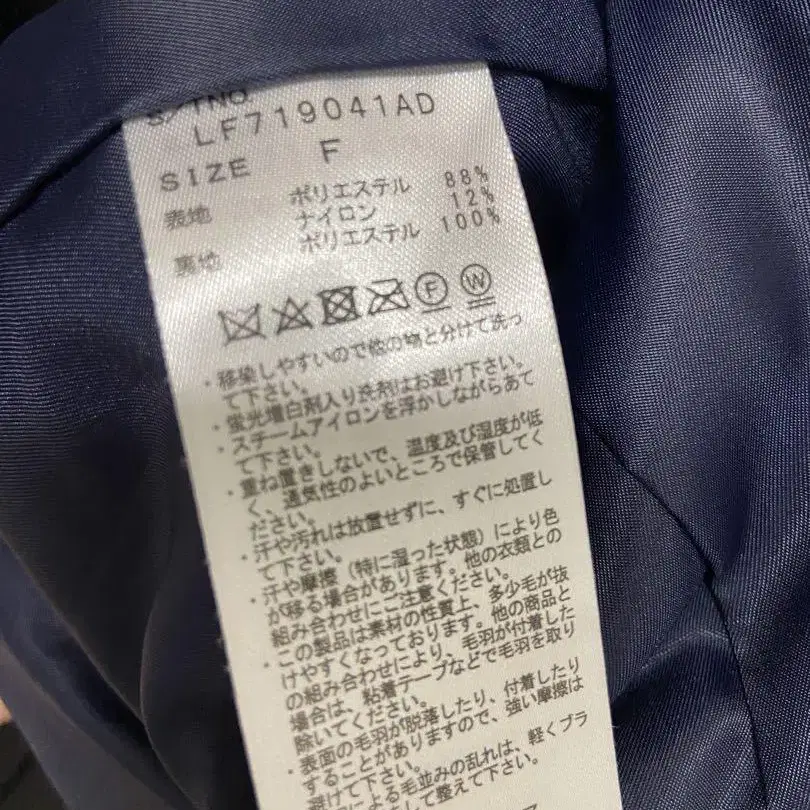 S/TNO.
LF719041AD
SIZE F
表地 ポリエステル 88%
ナイロン 12%
裏地 ポリエステル 100%
F W
・移染しやすいので他の物と分けて洗っ
て下さい。
・蛍光増白剤入り洗剤はお避け下さい。
・スチームアイロンを浮かしながらあて
て下さい。
・重ね置きしないで、温度及び湿度が低
く、通気性のよいところで保管してく
ださい。
・汗や汚れは放置せずに、すぐに処置し
て下さい。
・汗や摩擦（特に湿った状態）により色
が移る場合があります。他の衣類との
組み合わせにご注意ください。
・この製品は素材の性質上、多少毛が抜
けやすくなっております。他の商品と
の組み合わせにより、毛羽が付着した
場合は、粘着テープなどで毛羽を取り
除いてください。
・表面の毛羽が脱落したり、付着したり
することがありますので、強い摩擦は
避けて下さい。
による毛並みの乱れは、軽くブラ
して整えて下さい。